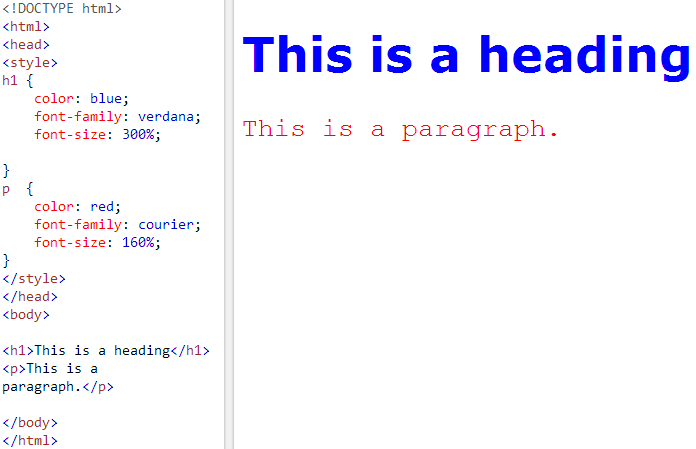 <!DOCTYPE html>
<html>
<head>
<style>
h1 {
    color: blue;
    font-family: verdana;
    font-size: 300%;

}
p  {
    color: red;
    font-family: courier;
    font-size: 160%;
}
</style>
</head>
<body>

<h1>This is a heading</h1>
<p>This is a
paragraph.</p>

</body>
</html>
This is a heading
This is a paragraph.